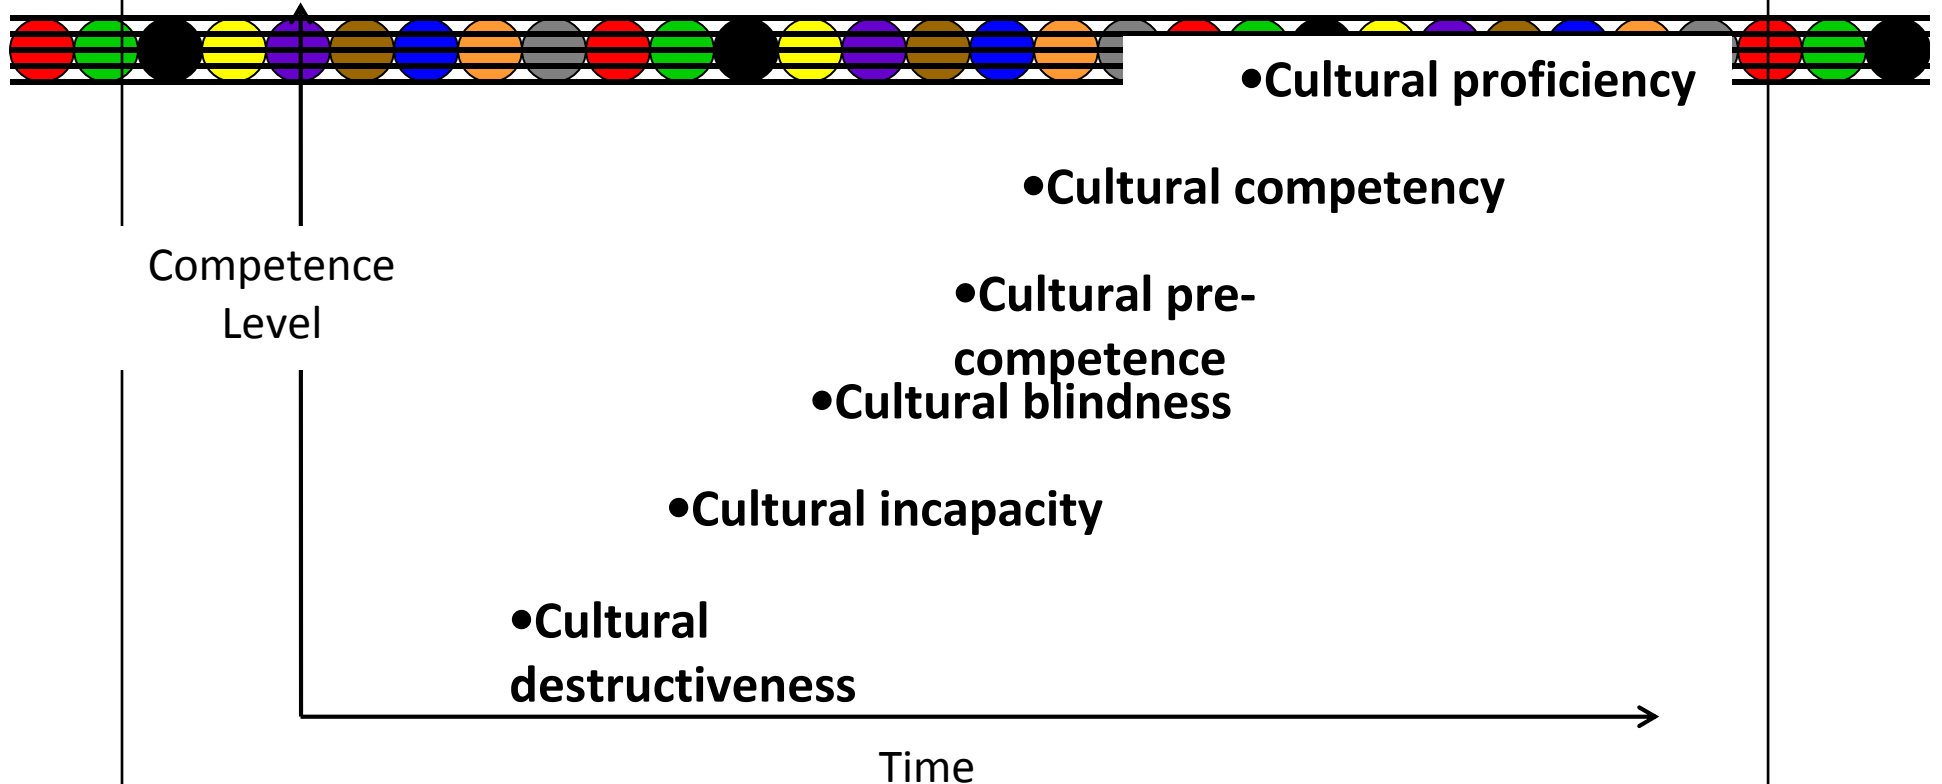 •Cultural proficiency
•Cultural competency
Competence
Level
•Cultural pre-
competence
•Cultural blindness
•Cultural incapacity
•Cultural
destructiveness
Time